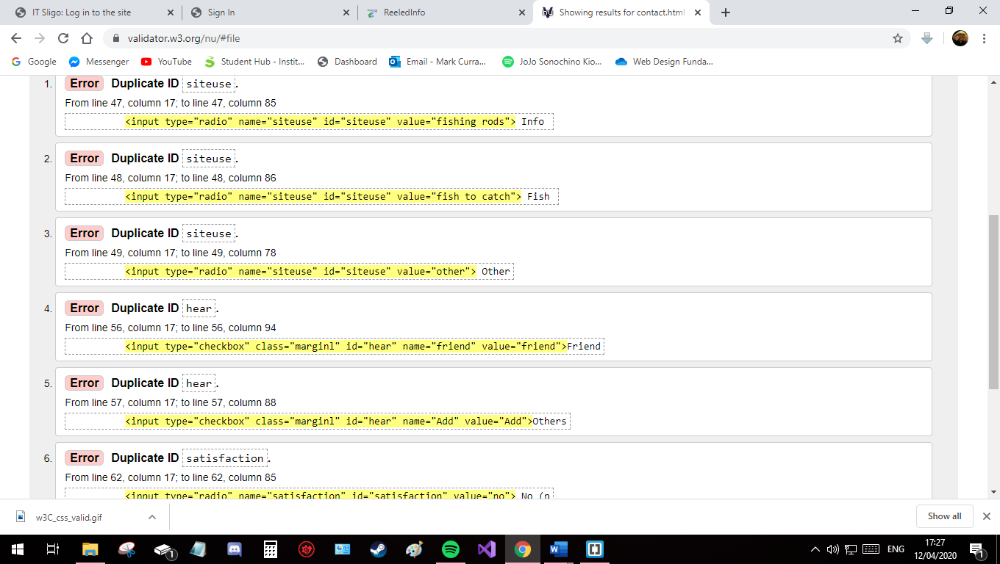 IT Sligo: Log in to the site
Sign In
ReeledInfo
Showing results for contact.html
validator.w3.org/nu/#file
Google
Messenger
YouTube
Student Hub - Instit...
Dashboard
Email - Mark Curra...
JoJo Sonochino Kio...
Web Design Funda...
1. Error Duplicate ID siteuse.
From line 47, column 17; to line 47, column 85
<input type="radio" name="siteuse" id="siteuse" value="fishing rods"> Info
2. Error Duplicate ID siteuse.
From line 48, column 17; to line 48, column 86
<input type="radio" name="siteuse" id="siteuse" value="fish to catch"> Fish
3. Error Duplicate ID siteuse.
From line 49, column 17; to line 49, column 78
<input type="radio" name="siteuse" id="siteuse" value="other"> Other
4. Error Duplicate ID hear.
From line 56, column 17; to line 56, column 94
<input type="checkbox" class="marginl" id="hear" name="friend" value="friend">Friend
5. Error Duplicate ID hear.
From line 57, column 17; to line 57, column 88
<input type="checkbox" class="marginl" id="hear" name="Add" value="Add">Others
6. Error Duplicate ID satisfaction.
From line 62, column 17; to line 62, column 85
<input type="radio" name="satisfaction" id="satisfaction" value="no"> No (p
w3C_css_valid.gif
Show all
1
ENG
17:27
12/04/2020
1